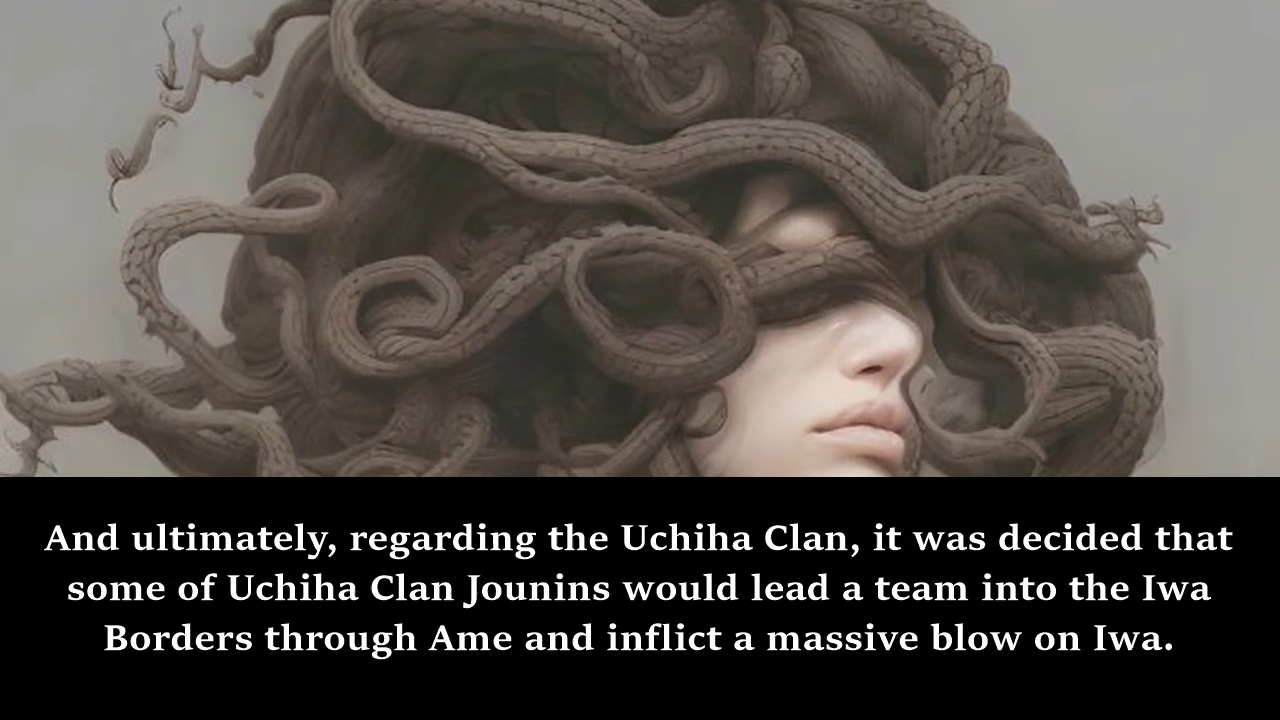 And ultimately, regarding the Uchiha Clan, it was decided that
some of Uchiha Clan Jounins would lead a team into the Iwa
Borders through Ame and inflict a massive blow on Iwa.